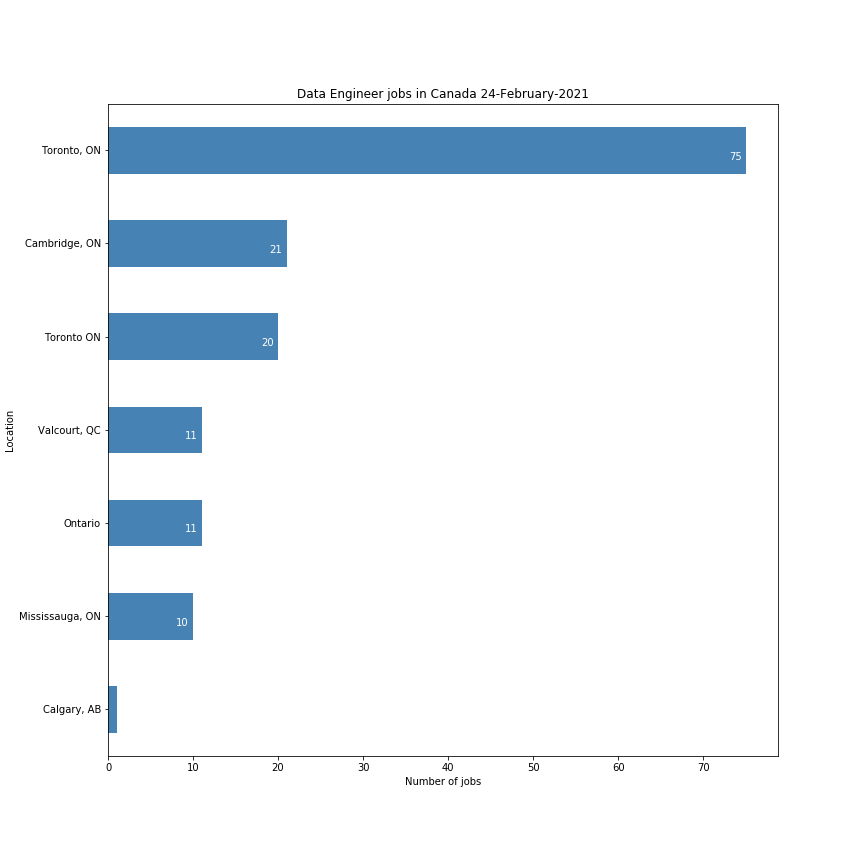 Data Engineer jobs in Canada 24-February-2021
Toronto, ON
75
Cambridge, ON
21
Toronto ON
20
Valcourt, QC
11
Ontario
11
Mississauga, ON
10
Calgary, AB
Location
0 10 20 30 40 50 60 70
Number of jobs